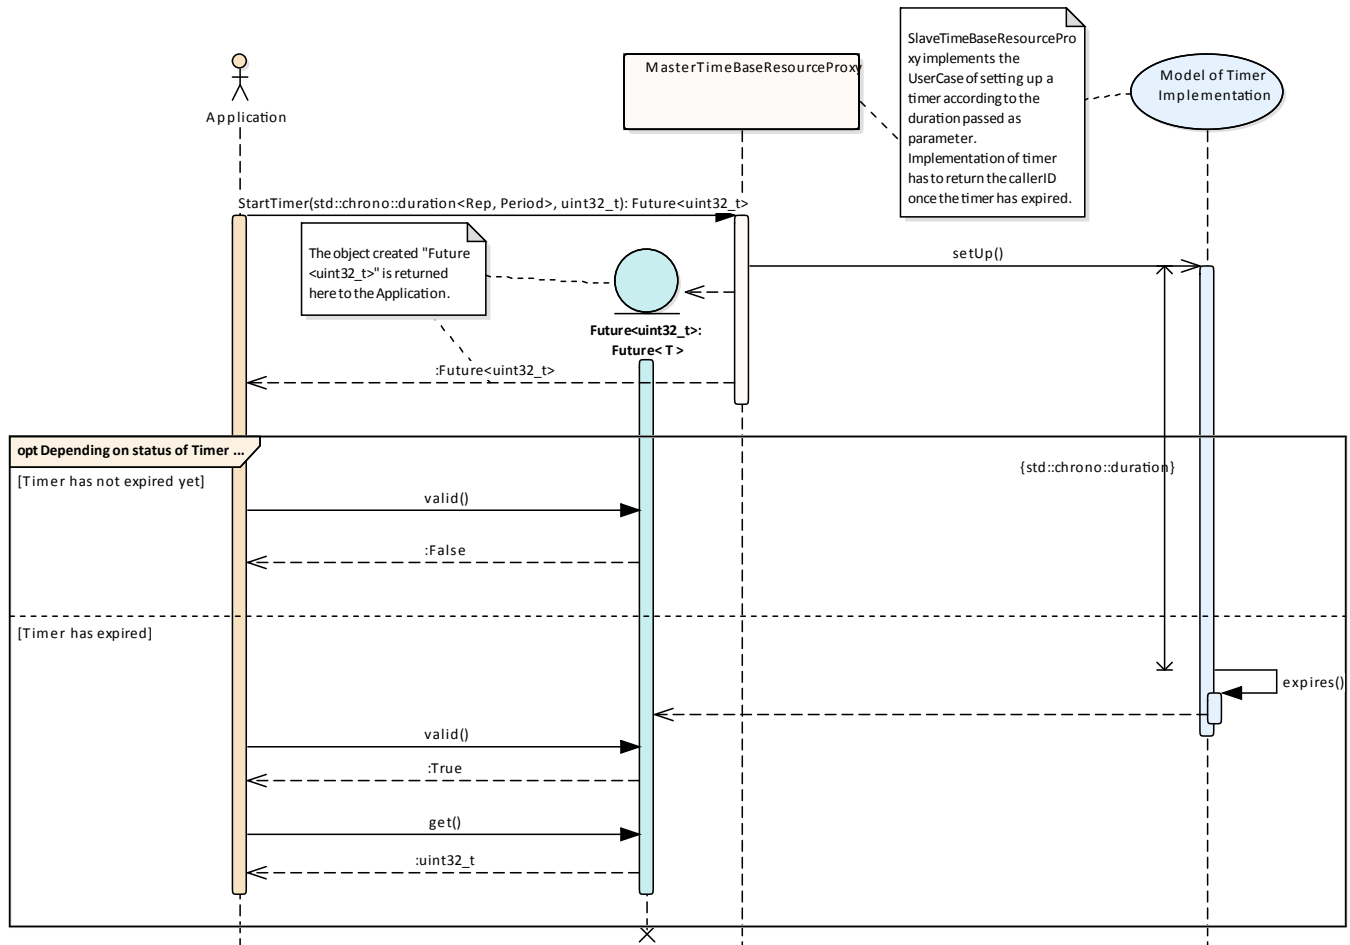 SlaveTimeBaseResourcePro
xy implements the
UserCase of setting up a
timer according to the
duration passed as
parameter.
Implementation of timer
has to return the callerID
once the timer has expired.
MasterTimeBaseResourceProxy
Model of Timer
Implementation
Application
StartTimer(std::chrono::duration<Rep, Period>, uint32_t): Future<uint32_t>
The object created "Future
<uint32_t>" is returned
here to the Application.
setUp()
Future<uint32_t>:
Future< T >
:Future<uint32_t>
opt Depending on status of Timer ...
[Timer has not expired yet]
{std::chrono::duration}
valid()
:False
[Timer has expired]
expires()
valid()
:True
get()
:uint32_t